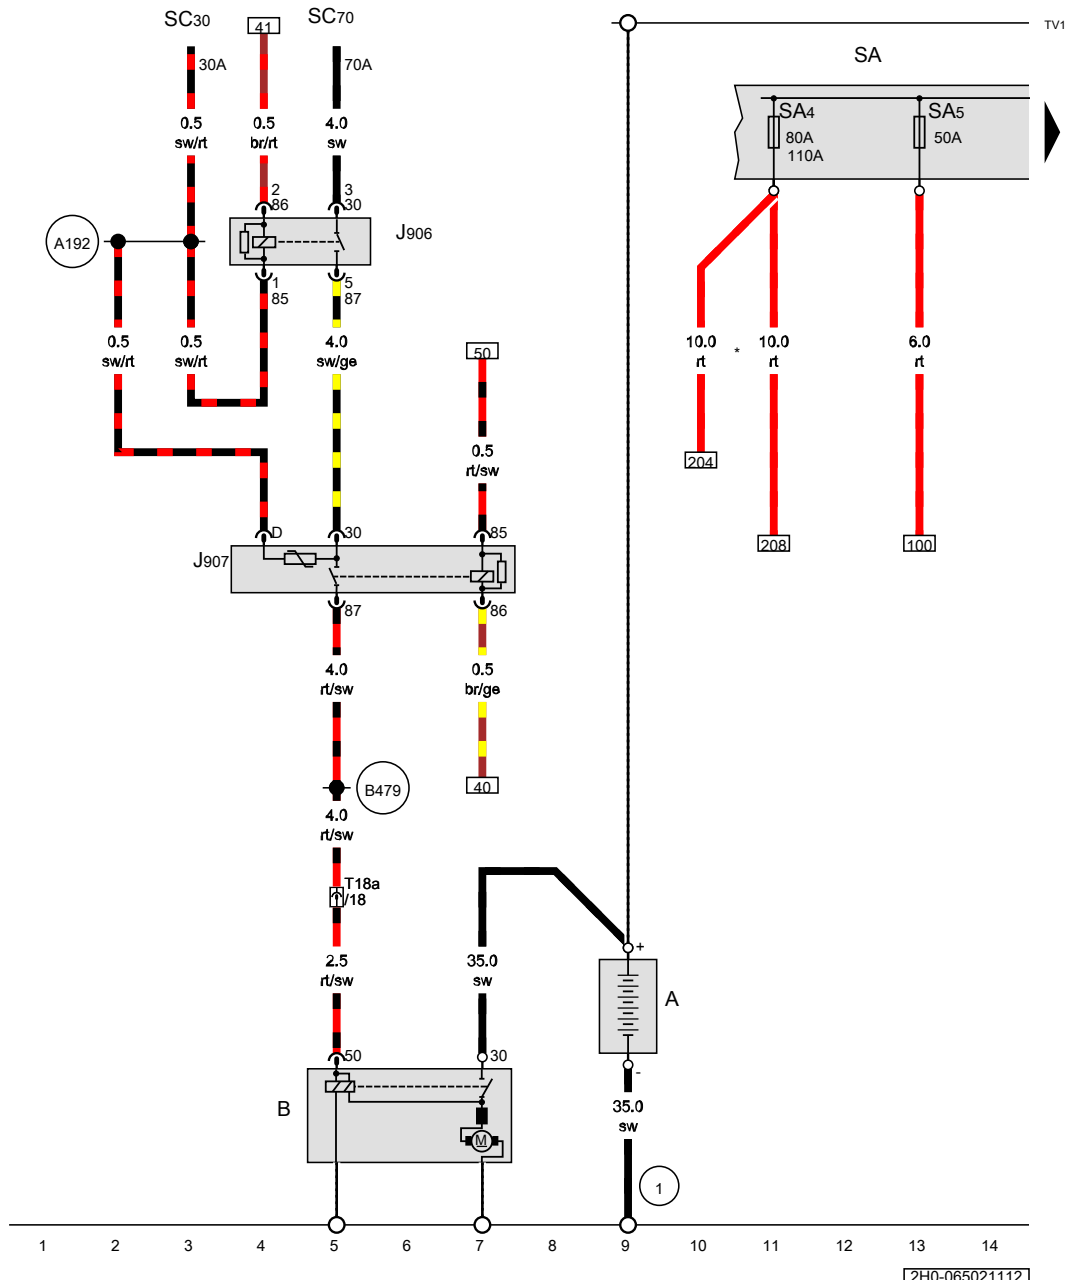 SC30
41
SC70
TV1
30A
70A
SA
SA4
80A
110A
SA5
50A
0.5
sw/rt
0.5
br/rt
4.0
sw
2
86
3
30
A192
J906
1
85
5
87
0.5
sw/rt
0.5
sw/rt
4.0
sw/ge
50
10.0
rt
*
10.0
rt
6.0
rt
0.5
rt/sw
204
D
30
85
208
100
J907
87
86
4.0
rt/sw
0.5
br/ge
B479
40
4.0
rt/sw
T18a
/18
2.5
rt/sw
35.0
sw
+
A
50
30
-
B
M
35.0
sw
1
1 2 3 4 5 6 7 8 9 10 11 12 13 14
2H0-065021112